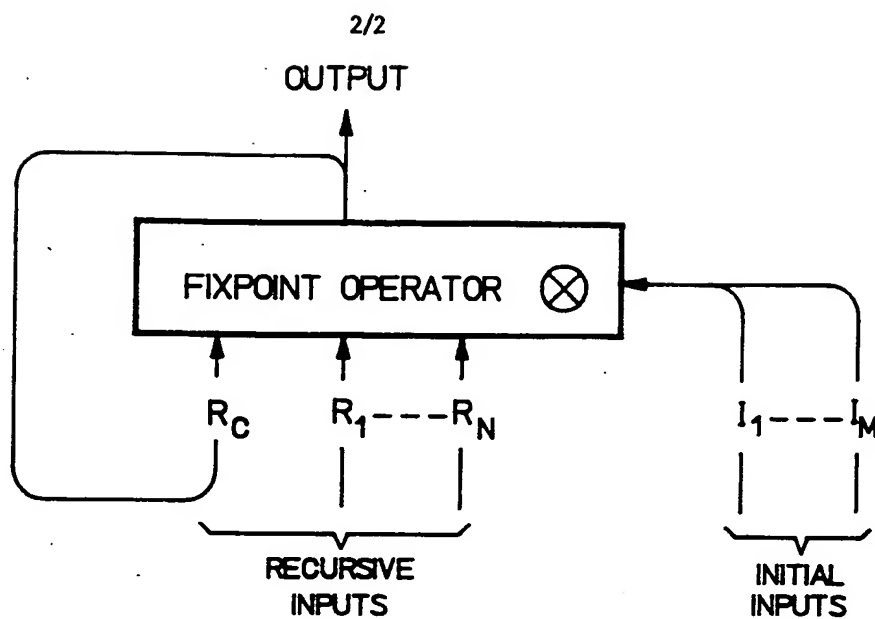 2/2
OUTPUT
FIXPOINT OPERATOR
R_C R_1 ---- R_N I_1 ---- I_M
RECURSIVE INPUTS
INITIAL INPUTS